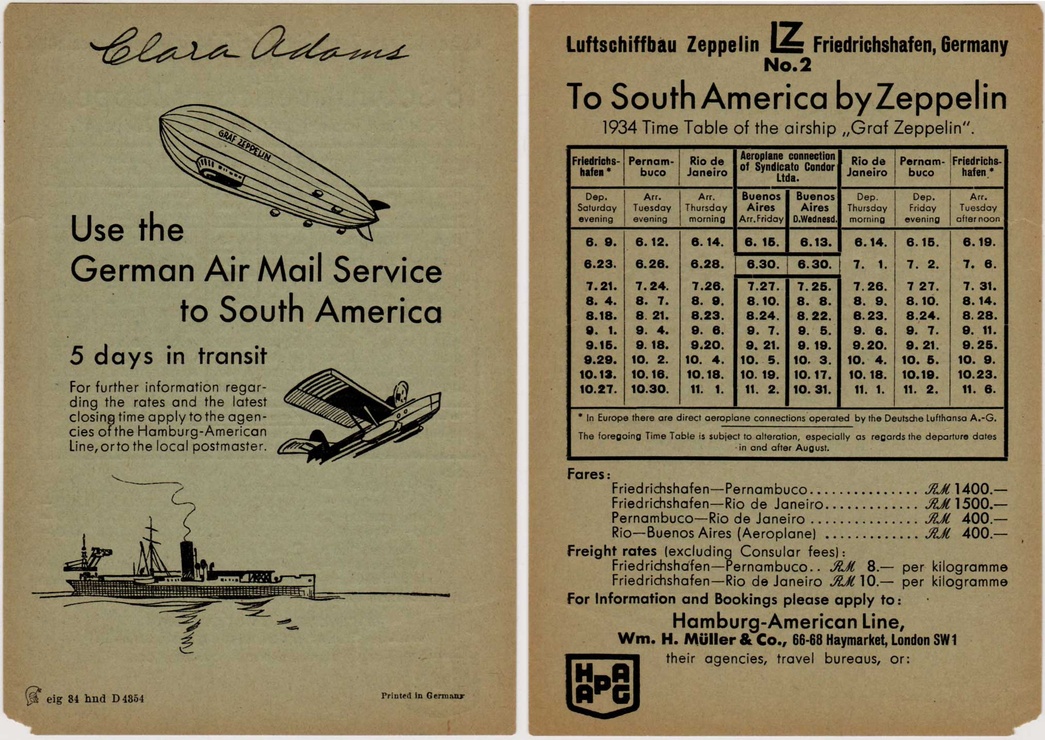 Clara Adams
GRAF ZEPPELIN
Use the
German Air Mail Service
to South America
5 days in transit
For further information regar-
ding the rates and the latest
closing time apply to the agen-
cies of the Hamburg-American
Line, or to the local postmaster.
eig 34 hnd D 4354
Printed in Germany
Luftschiffbau Zeppelin LZ Friedrichshafen, Germany
No. 2
To South America by Zeppelin
1934 Time Table of the airship „Graf Zeppelin“.
Friedrichs-hafen * Pernam-buco Rio de Janeiro Aeroplane connection of Syndicato Condor Ltda. Rio de Janeiro Pernam-buco Friedrichs-hafen *
Dep. Saturday evening Arr. Tuesday evening Arr. Thursday morning Buenos Aires Arr. Friday Buenos Aires D. Wednesd. Dep. Thursday morning Dep. Friday evening Arr. Tuesday afternoon
6. 9. 6. 12. 6. 14. 6. 15. 6. 13. 6. 14. 6. 15. 6. 19.
6. 23. 6. 26. 6. 28. 6. 30. 6. 30. 7. 1. 7. 2. 7. 6.
7. 21. 7. 24. 7. 26. 7. 27. 7. 25. 7. 26. 7 27. 7. 31.
8. 4. 8. 7. 8. 9. 8. 10. 8. 8. 8. 9. 8. 10. 8. 14.
8. 18. 8. 21. 8. 23. 8. 24. 8. 22. 8. 23. 8. 24. 8. 28.
9. 1. 9. 4. 9. 6. 9. 7. 9. 5. 9. 6. 9. 7. 9. 11.
9. 15. 9. 18. 9. 20. 9. 21. 9. 19. 9. 20. 9. 21. 9. 25.
9. 29. 10. 2. 10. 4. 10. 5. 10. 3. 10. 4. 10. 5. 10. 9.
10. 13. 10. 16. 10. 18. 10. 19. 10. 17. 10. 18. 10. 19. 10. 23.
10. 27. 10. 30. 11. 1. 11. 2. 10. 31. 11. 1. 11. 2. 11. 6.
* In Europe there are direct aeroplane connections operated by the Deutsche Lufthansa A.-G.
The foregoing Time Table is subject to alteration, especially as regards the departure dates
in and after August.
Fares:
Friedrichshafen—Pernambuco. . . . . . . . . . . . . . RM 1400.—
Friedrichshafen—Rio de Janeiro. . . . . . . . . . . . RM 1500.—
Pernambuco—Rio de Janeiro . . . . . . . . . . . . . . RM 400.—
Rio—Buenos Aires (Aeroplane) . . . . . . . . . . . . RM 400.—
Freight rates (excluding Consular fees):
Friedrichshafen—Pernambuco. . RM 8.— per kilogramme
Friedrichshafen—Rio de Janeiro RM 10.— per kilogramme
For Information and Bookings please apply to:
Hamburg-American Line,
Wm. H. Müller & Co., 66-68 Haymarket, London SW 1
their agencies, travel bureaus, or:
HAPAG